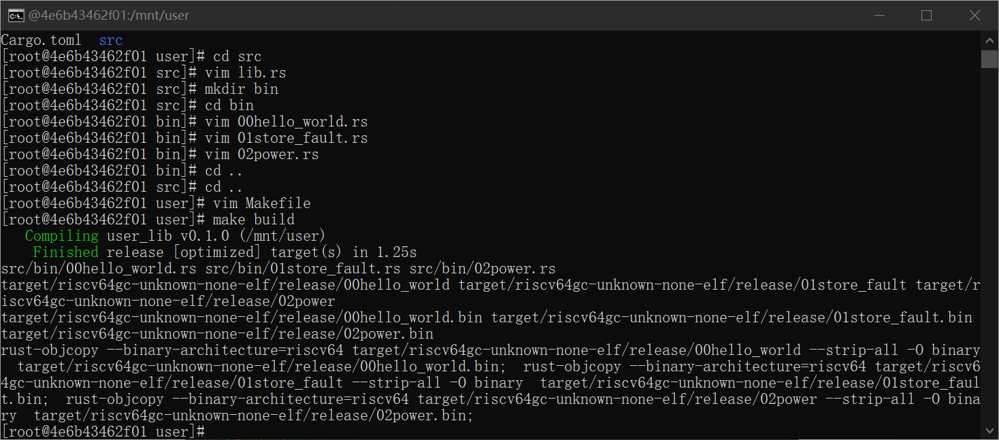 @4e6b43462f01:/mnt/user
Cargo.toml  src
[root@4e6b43462f01 user]# cd src
[root@4e6b43462f01 src]# vim lib.rs
[root@4e6b43462f01 src]# mkdir bin
[root@4e6b43462f01 src]# cd bin
[root@4e6b43462f01 bin]# vim 00hello_world.rs
[root@4e6b43462f01 bin]# vim 01store_fault.rs
[root@4e6b43462f01 bin]# vim 02power.rs
[root@4e6b43462f01 bin]# cd ..
[root@4e6b43462f01 src]# cd ..
[root@4e6b43462f01 user]# vim Makefile
[root@4e6b43462f01 user]# make build
   Compiling user_lib v0.1.0 (/mnt/user)
    Finished release [optimized] target(s) in 1.25s
src/bin/00hello_world.rs src/bin/01store_fault.rs src/bin/02power.rs
target/riscv64gc-unknown-none-elf/release/00hello_world target/riscv64gc-unknown-none-elf/release/01store_fault target/r
iscv64gc-unknown-none-elf/release/02power
target/riscv64gc-unknown-none-elf/release/00hello_world.bin target/riscv64gc-unknown-none-elf/release/01store_fault.bin
target/riscv64gc-unknown-none-elf/release/02power.bin
rust-objcopy --binary-architecture=riscv64 target/riscv64gc-unknown-none-elf/release/00hello_world --strip-all -O binary
  target/riscv64gc-unknown-none-elf/release/00hello_world.bin;  rust-objcopy --binary-architecture=riscv64 target/riscv6
4gc-unknown-none-elf/release/01store_fault --strip-all -O binary  target/riscv64gc-unknown-none-elf/release/01store_faul
t.bin;  rust-objcopy --binary-architecture=riscv64 target/riscv64gc-unknown-none-elf/release/02power --strip-all -O bina
ry  target/riscv64gc-unknown-none-elf/release/02power.bin;
[root@4e6b43462f01 user]#